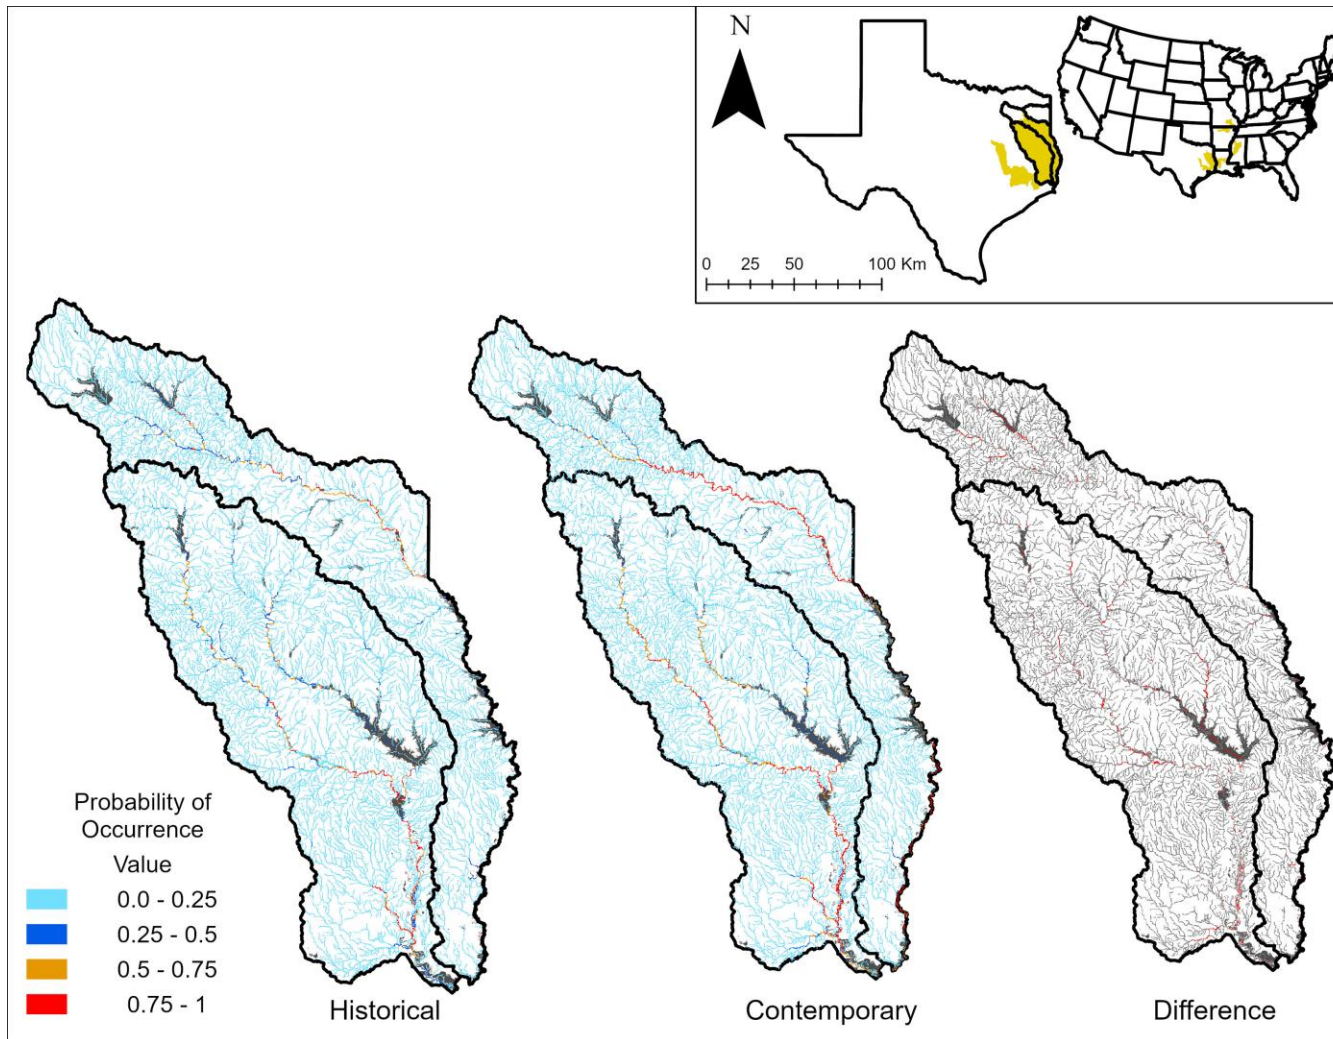 N
0 25 50 100 Km
Probability of
Occurrence
Value
0.0 - 0.25
0.25 - 0.5
0.5 - 0.75
0.75 - 1
Historical
Contemporary
Difference